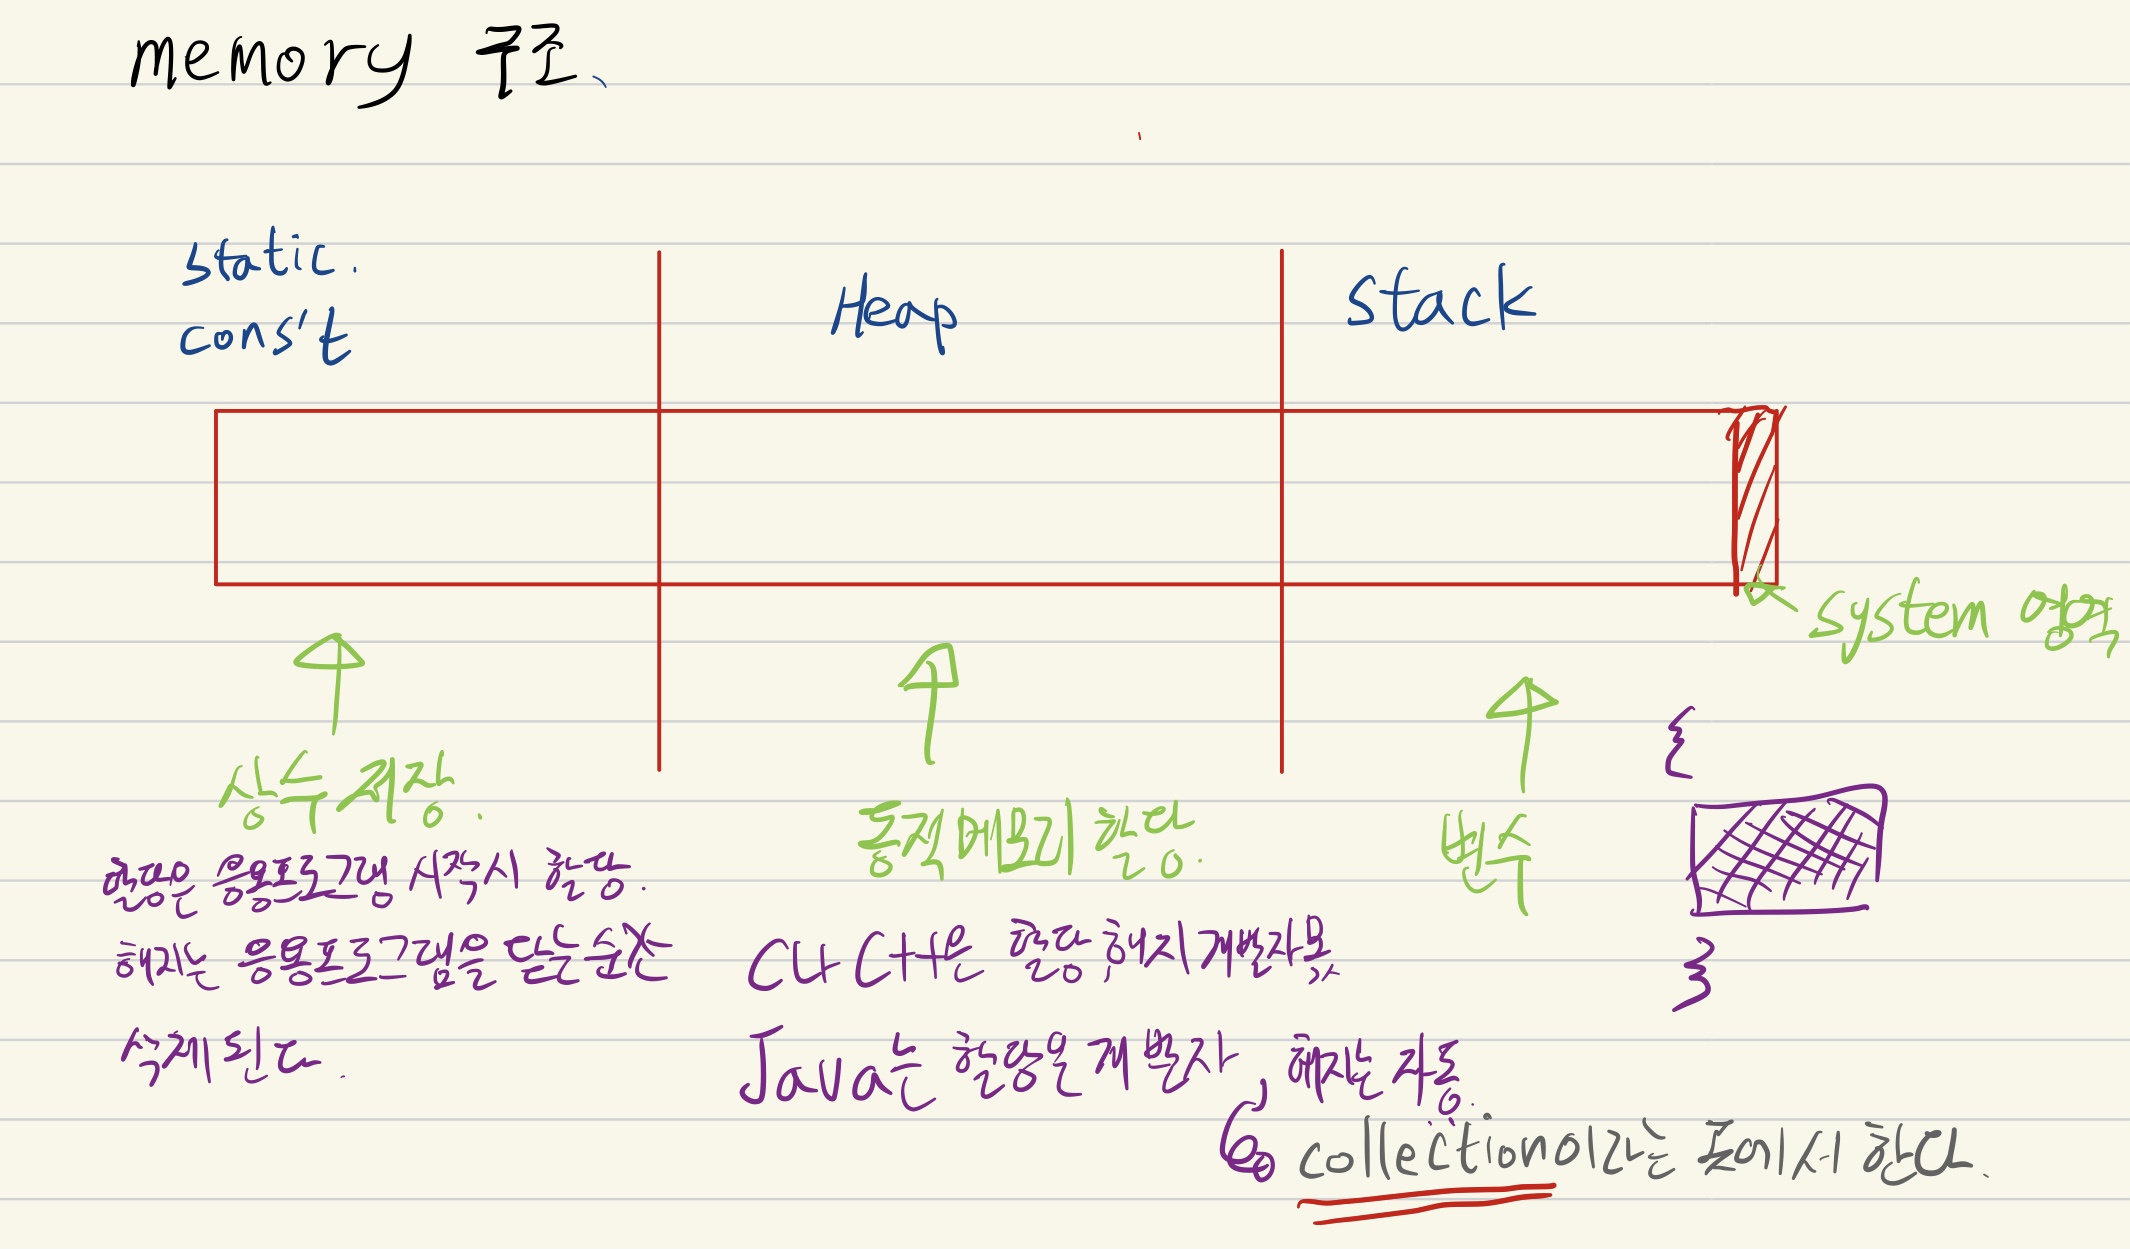 memory 구조
static.
cons't
Heap
stack
system 영역
상수 저장.
동적 메모리 할당.
변수
{
}
할당은 응용프로그램 시작시 할당.
해지는 응용프로그램을 닫는 순간
삭제된다.
C나 C++은 할당, 해지 개발자 몫
Java는 할당은 개발자, 해지는 자동.
collection이라는 곳에서 한다.